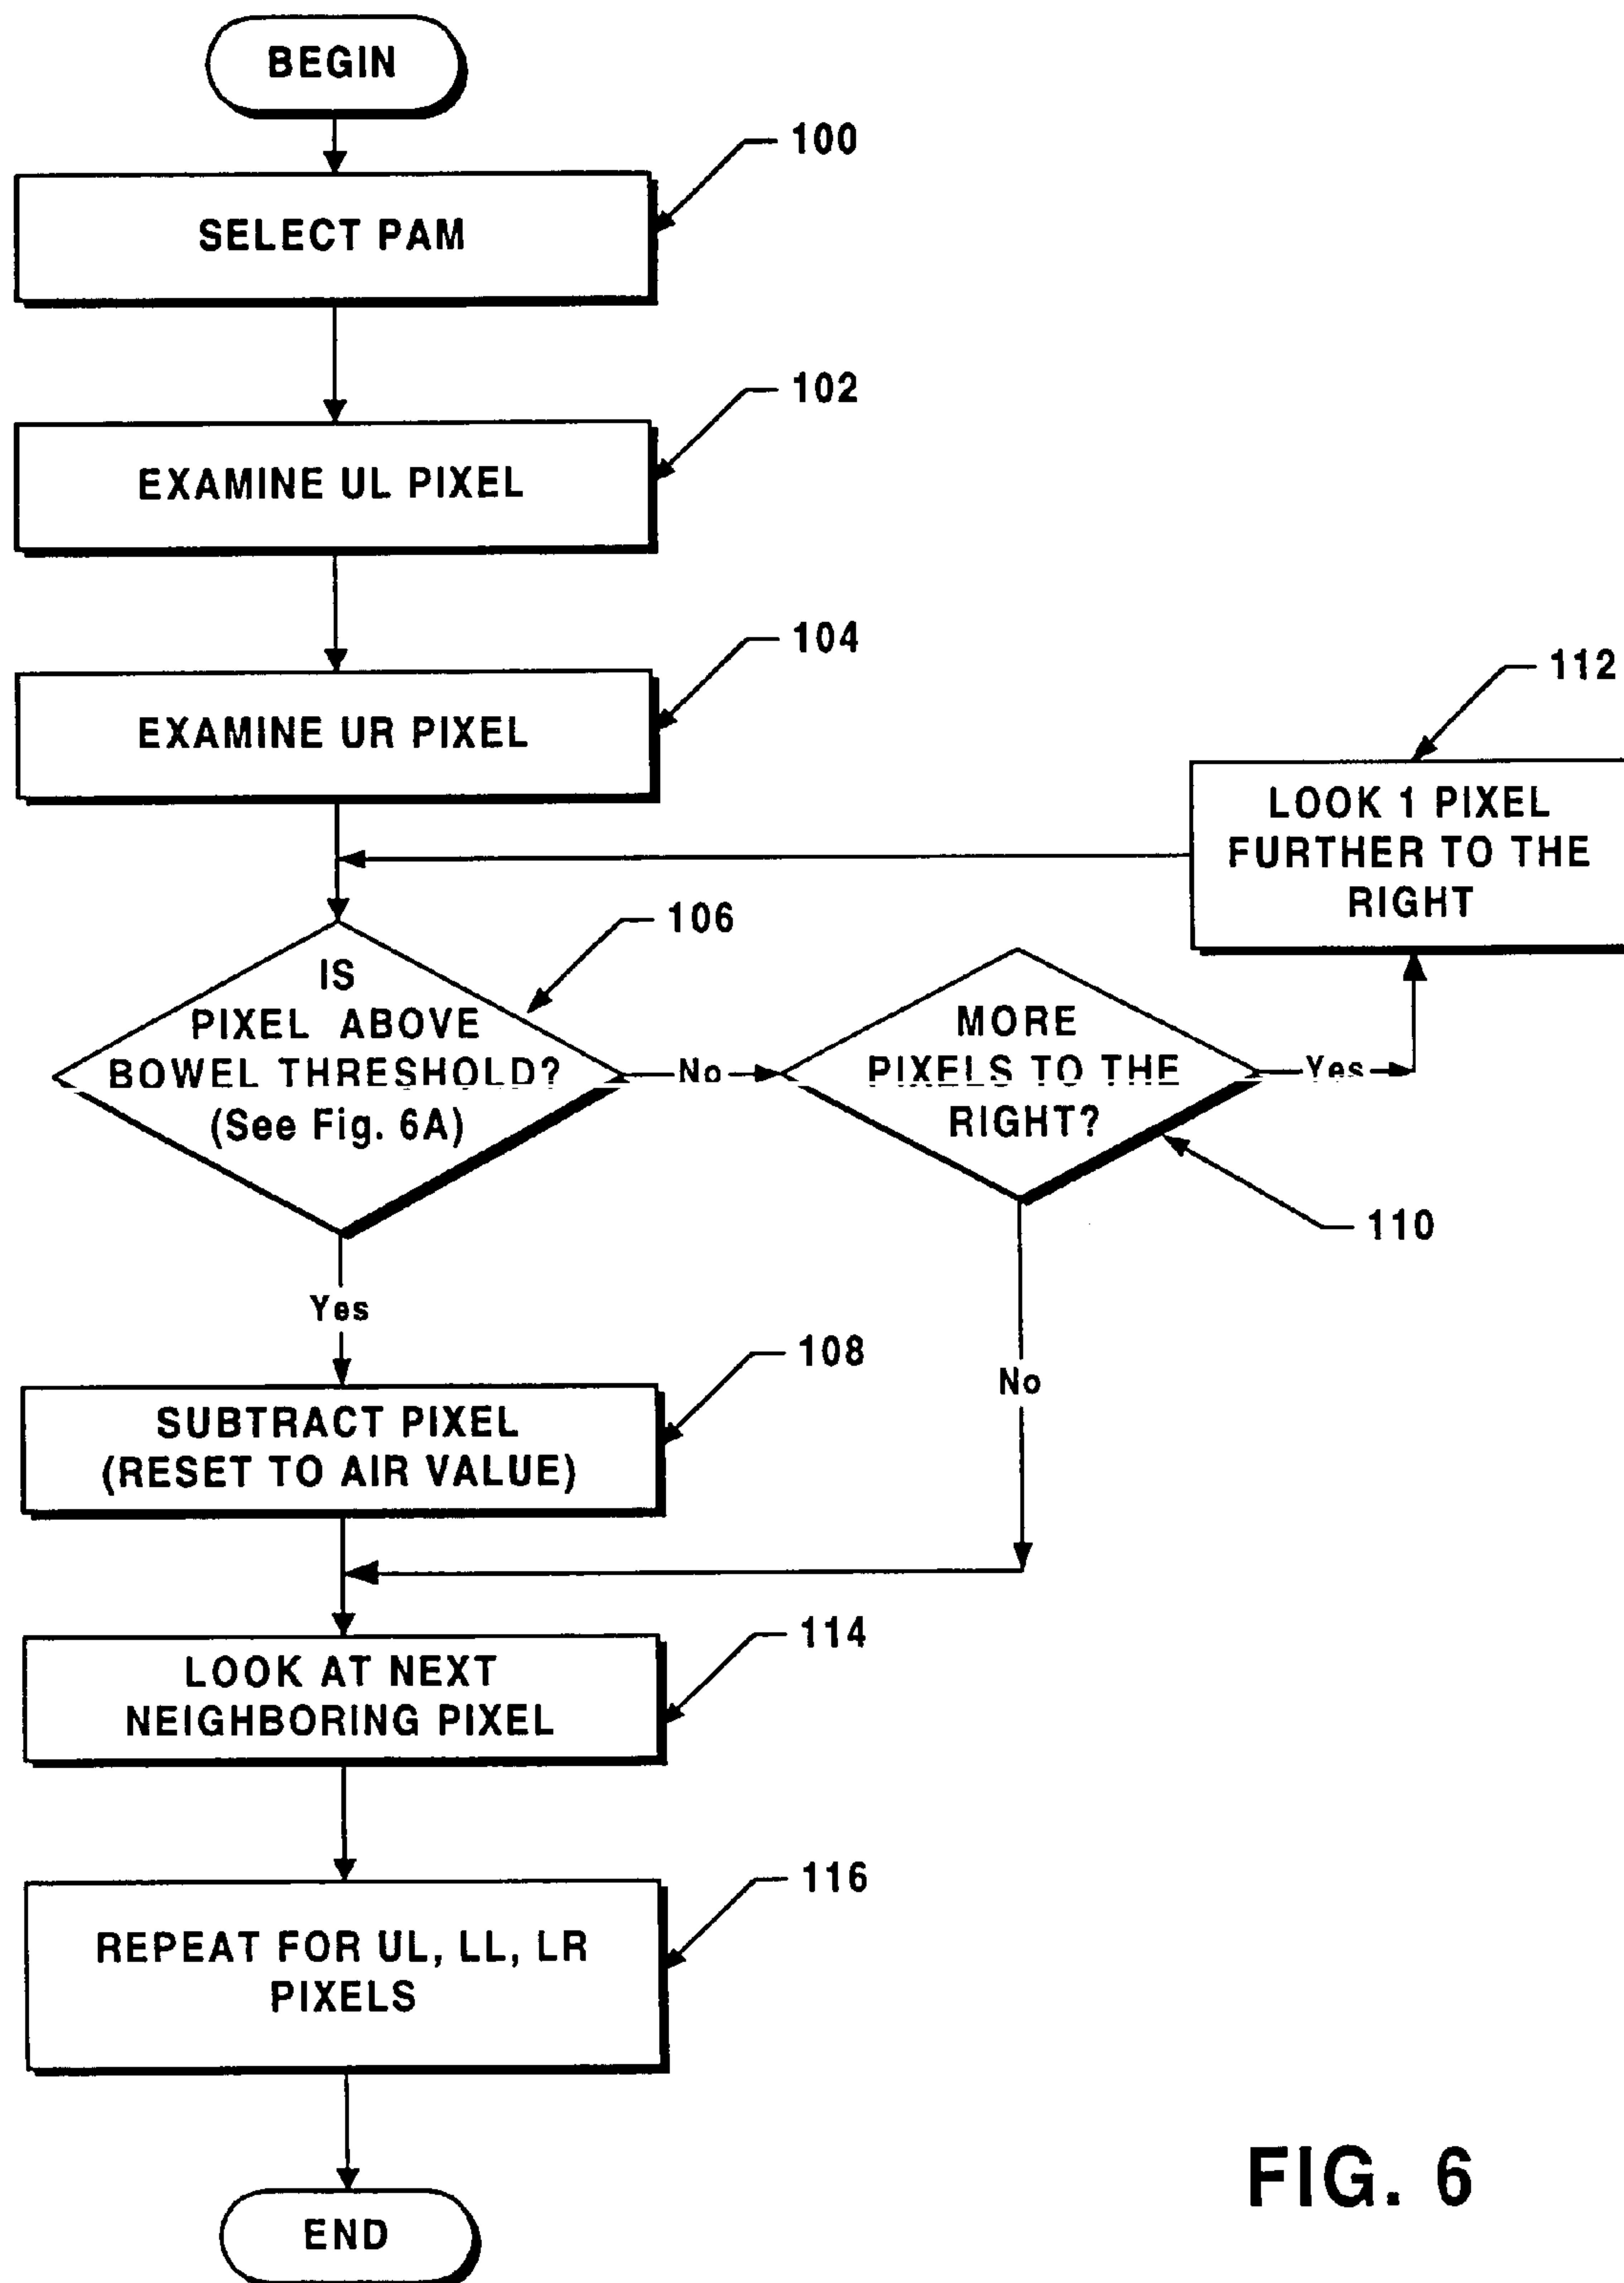 BEGIN
100
SELECT PAM
102
EXAMINE UL PIXEL
104
EXAMINE UR PIXEL
112
LOOK 1 PIXEL
FURTHER TO THE
RIGHT
106
IS
PIXEL ABOVE
BOWEL THRESHOLD?
(See Fig. 6A)
No
MORE
PIXELS TO THE
RIGHT?
Yes
110
Yes
No
108
SUBTRACT PIXEL
(RESET TO AIR VALUE)
114
LOOK AT NEXT
NEIGHBORING PIXEL
116
REPEAT FOR UL, LL, LR
PIXELS
END
FIG. 6